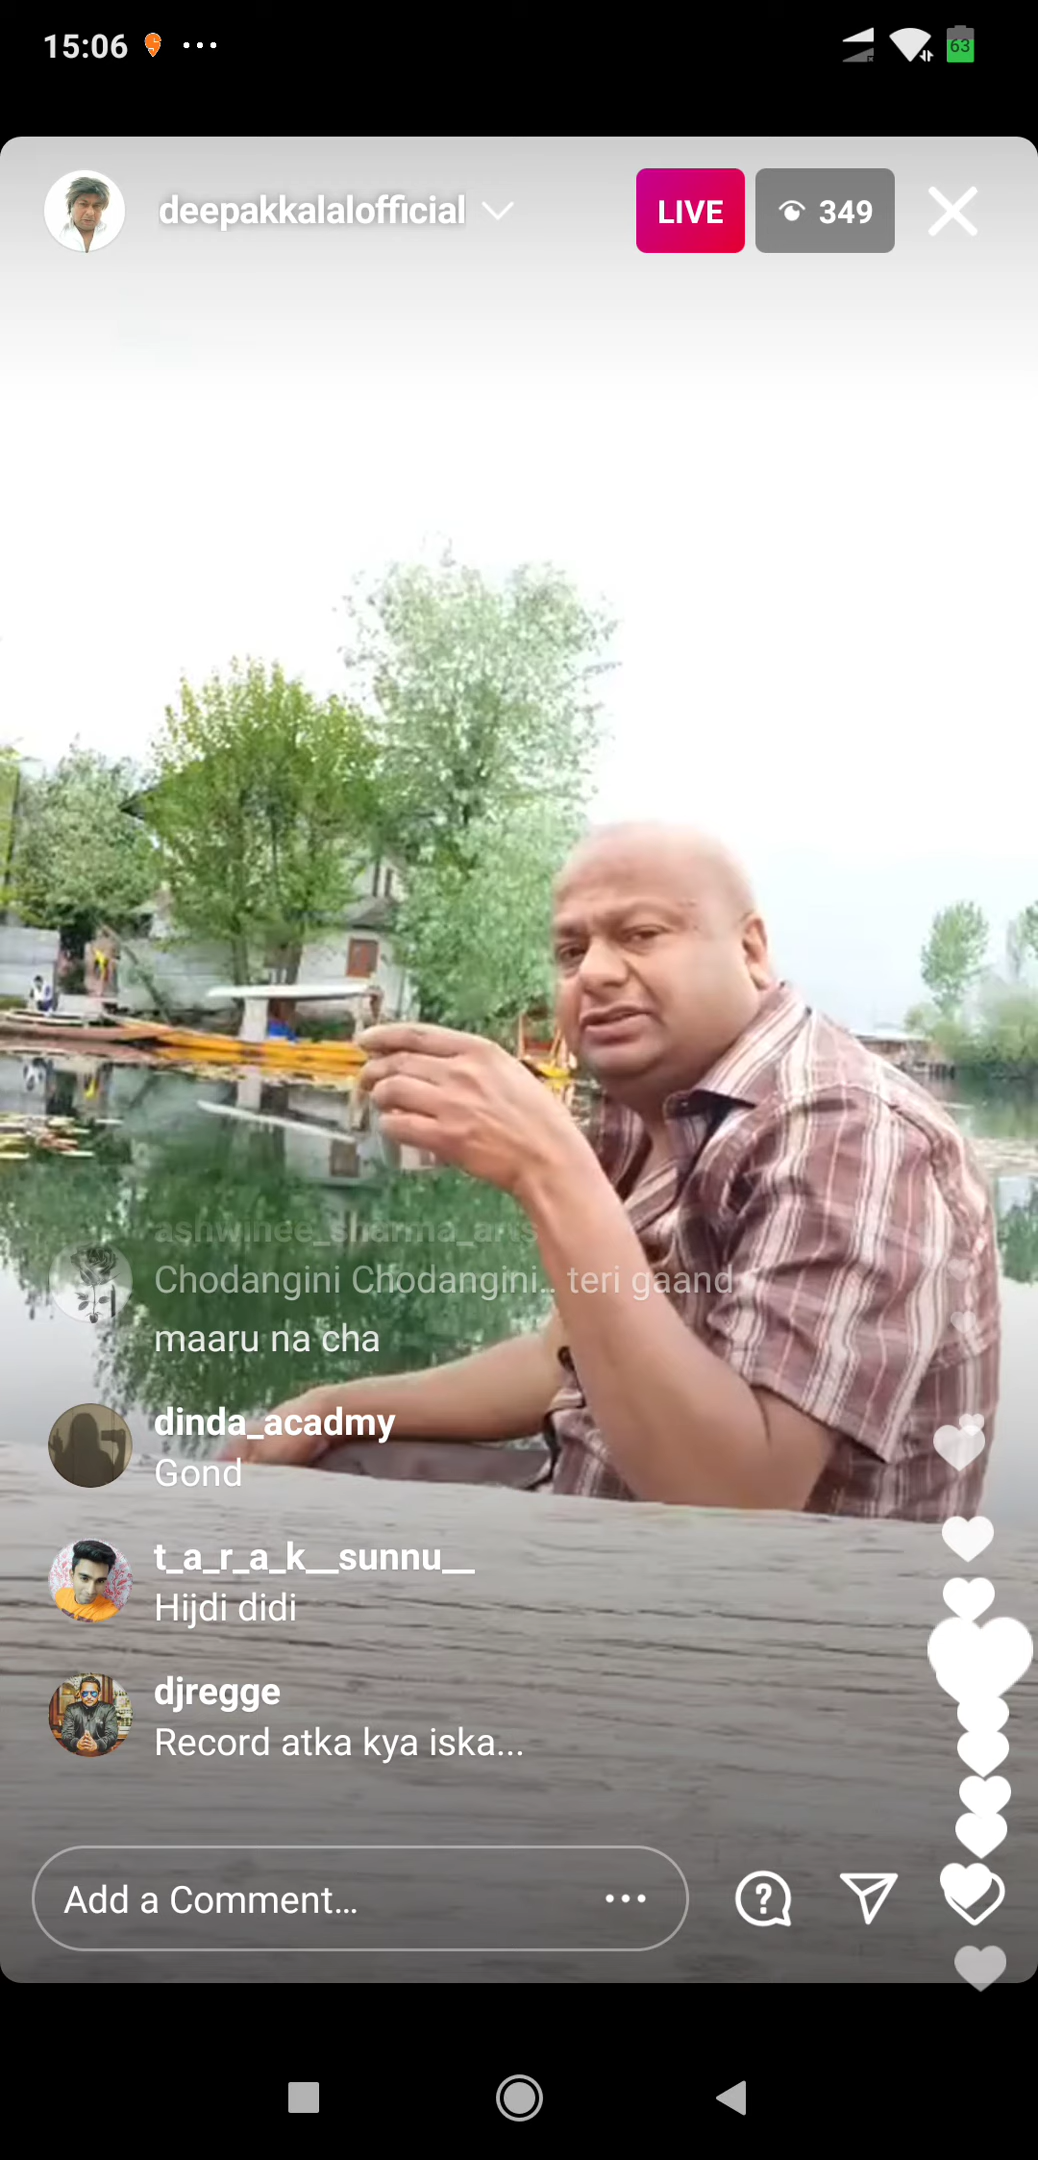 15:06
63
deepakkalalofficial
LIVE
349
ashwinee_sharma_arts
Chodangini Chodangini.. teri gaand
maaru na cha
dinda_acadmy
Gond
t_a_r_a_k__sunnu__
Hijdi didi
djregge
Record atka kya iska...
Add a Comment...